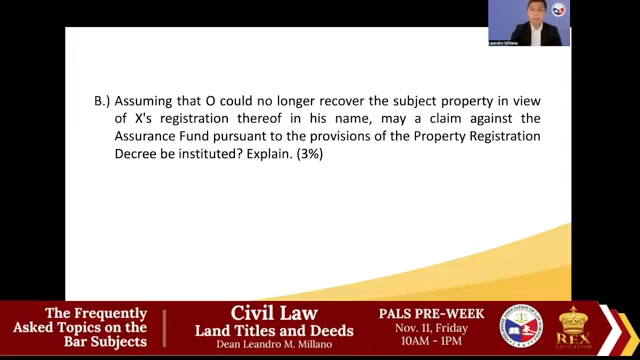 Leandro Millano
B.) Assuming that O could no longer recover the subject property in view
of X's registration thereof in his name, may a claim against the
Assurance Fund pursuant to the provisions of the Property Registration
Decree be instituted? Explain. (3%)
The Frequently
Asked Topics on the
Bar Subjects
Civil Law
Land Titles and Deeds
Dean Leandro M. Millano
PALS PRE-WEEK
Nov. 11, Friday
10AM - 1PM
REX